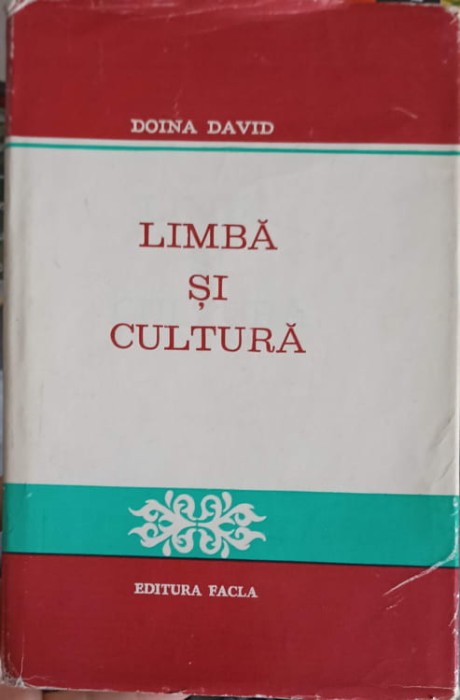 DOINA DAVID
LIMBĂ
ȘI
CULTURĂ
EDITURA FACLA